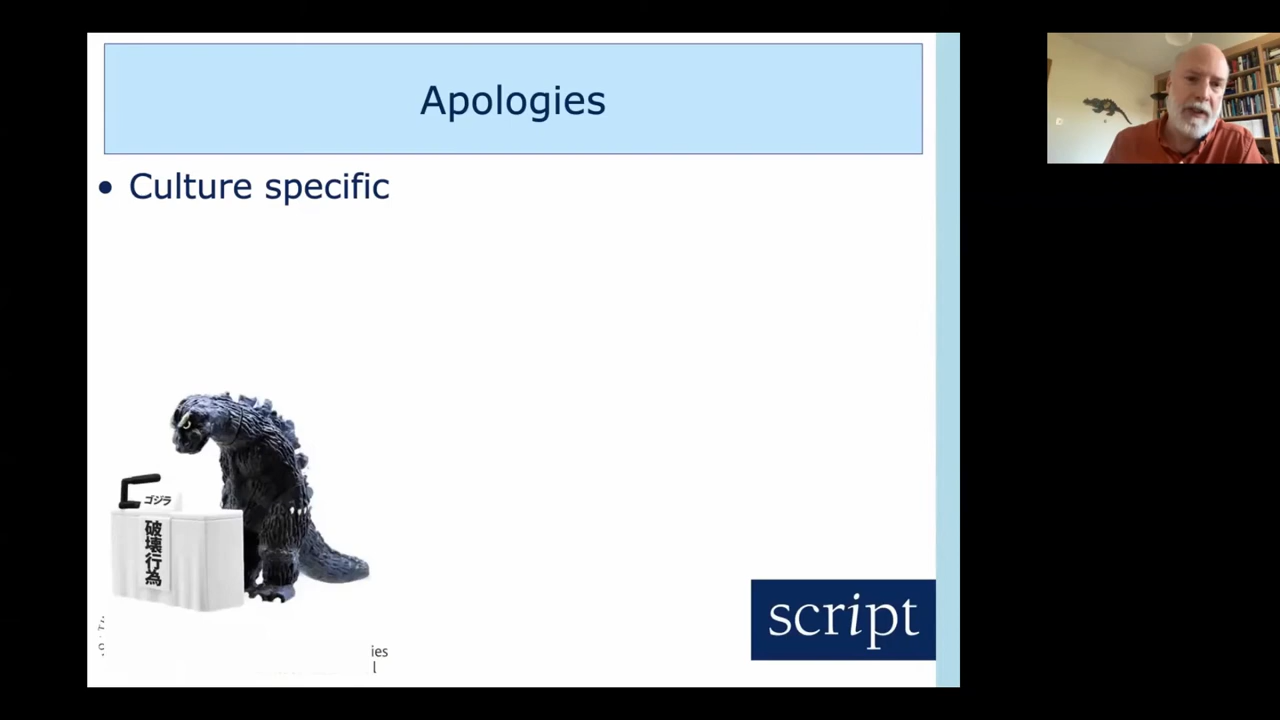 Apologies
• Culture specific
ゴジラ
破壊行為
ies
l
script